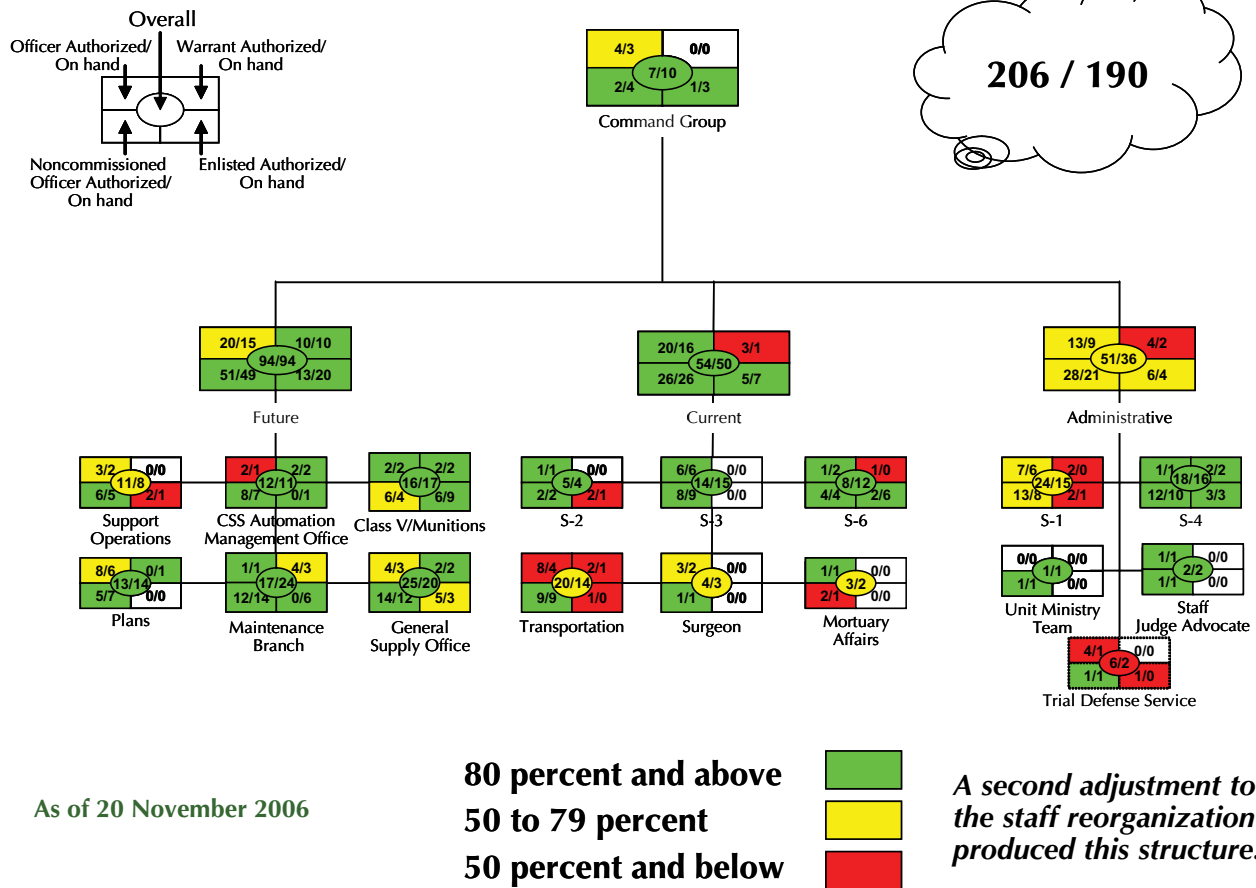 Overall
Officer Authorized/
On hand
Warrant Authorized/
On hand
Noncommissioned
Officer Authorized/
On hand
Enlisted Authorized/
On hand
4/3 0/0
7/10
2/4 1/3
Command Group
206 / 190
20/15 10/10
94/94
51/49 13/20
Future
20/16 3/1
54/50
26/26 5/7
Current
13/9 4/2
51/36
28/21 6/4
Administrative
3/2 0/0
11/8
6/5 2/1
Support
Operations
2/1 2/2
12/11
8/7 0/1
CSS Automation
Management Office
2/2 2/2
16/17
6/4 6/9
Class V/Munitions
1/1 0/0
5/4
2/2 2/1
S-2
6/6 0/0
14/15
8/9 0/0
S-3
1/2 1/0
8/12
4/4 2/6
S-6
7/6 2/0
24/15
13/8 2/1
S-1
1/1 2/2
18/16
12/10 3/3
S-4
8/6 0/1
13/14
5/7 0/0
Plans
1/1 4/3
17/24
12/14 0/6
Maintenance
Branch
4/3 2/2
25/20
14/12 5/3
General
Supply Office
8/4 2/1
20/14
9/9 1/0
Transportation
3/2 0/0
4/3
1/1 0/0
Surgeon
1/1 0/0
3/2
2/1 0/0
Mortuary
Affairs
0/0 0/0
1/1
1/1 0/0
Unit Ministry
Team
1/1 0/0
2/2
1/1 0/0
Staff
Judge Advocate
4/1 0/0
6/2
1/1 1/0
Trial Defense Service
As of 20 November 2006
80 percent and above
50 to 79 percent
50 percent and below
A second adjustment to
the staff reorganization
produced this structure.